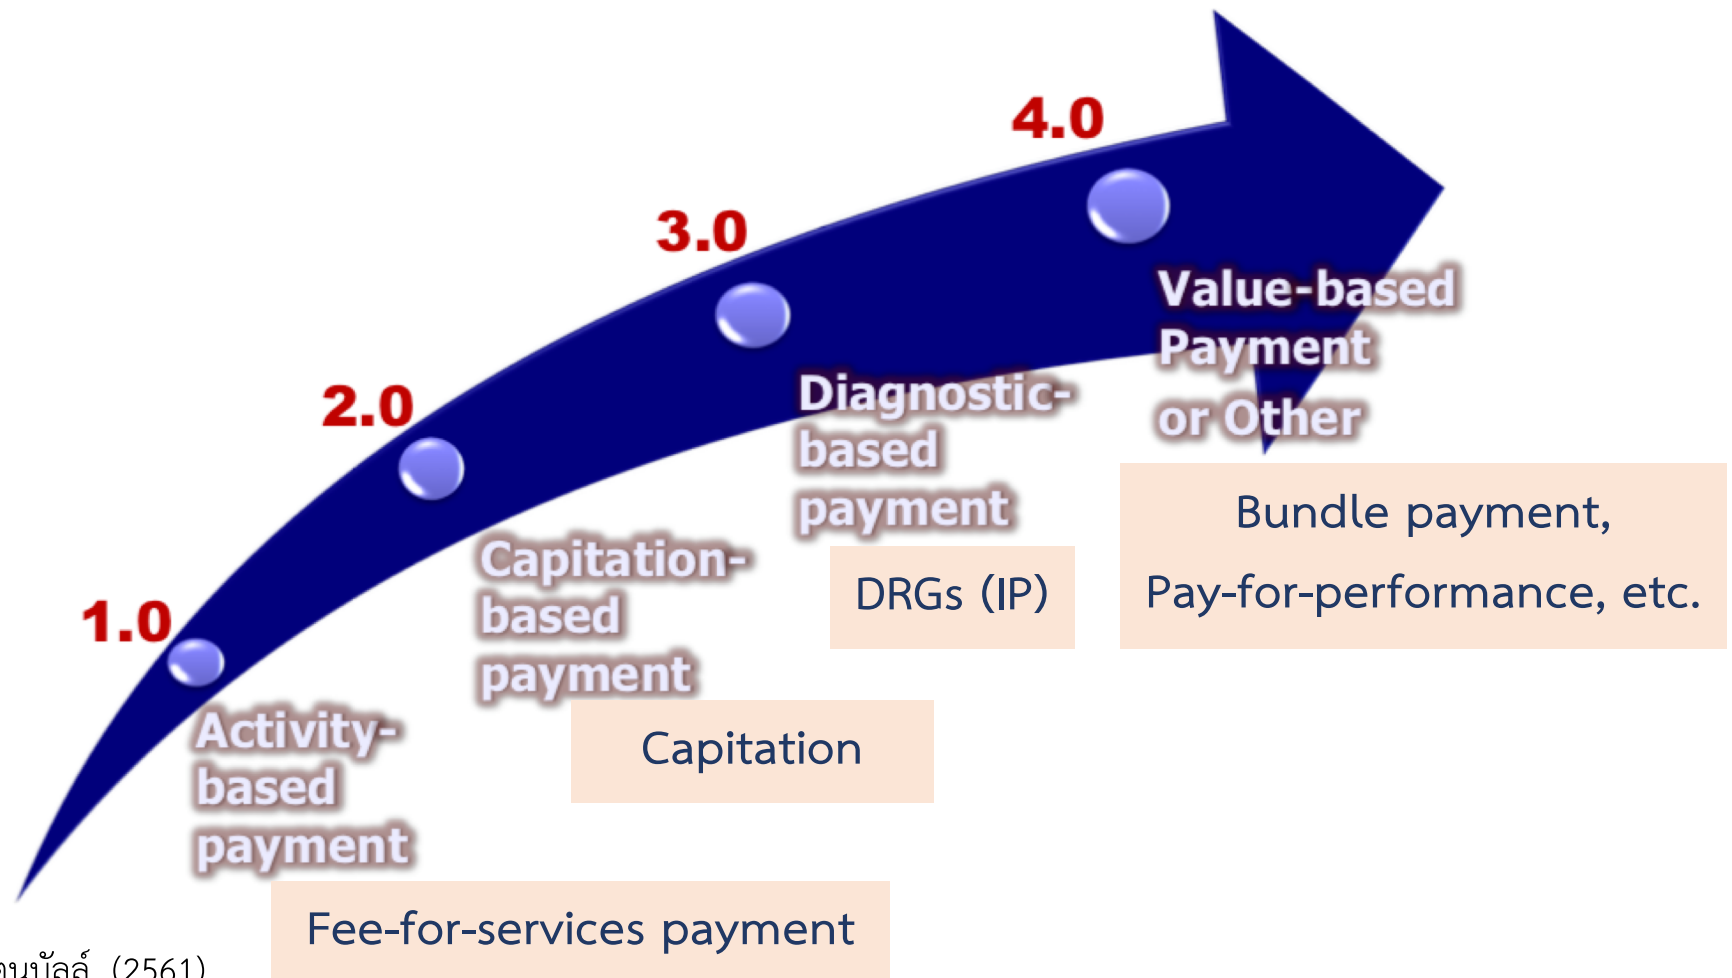 1.0
Activity-
based
payment
Fee-for-services payment
2.0
Capitation-
based
payment
Capitation
3.0
Diagnostic-
based
payment
DRGs (IP)
4.0
Value-based
Payment
or Other
Bundle payment,
Pay-for-performance, etc.
(2561)